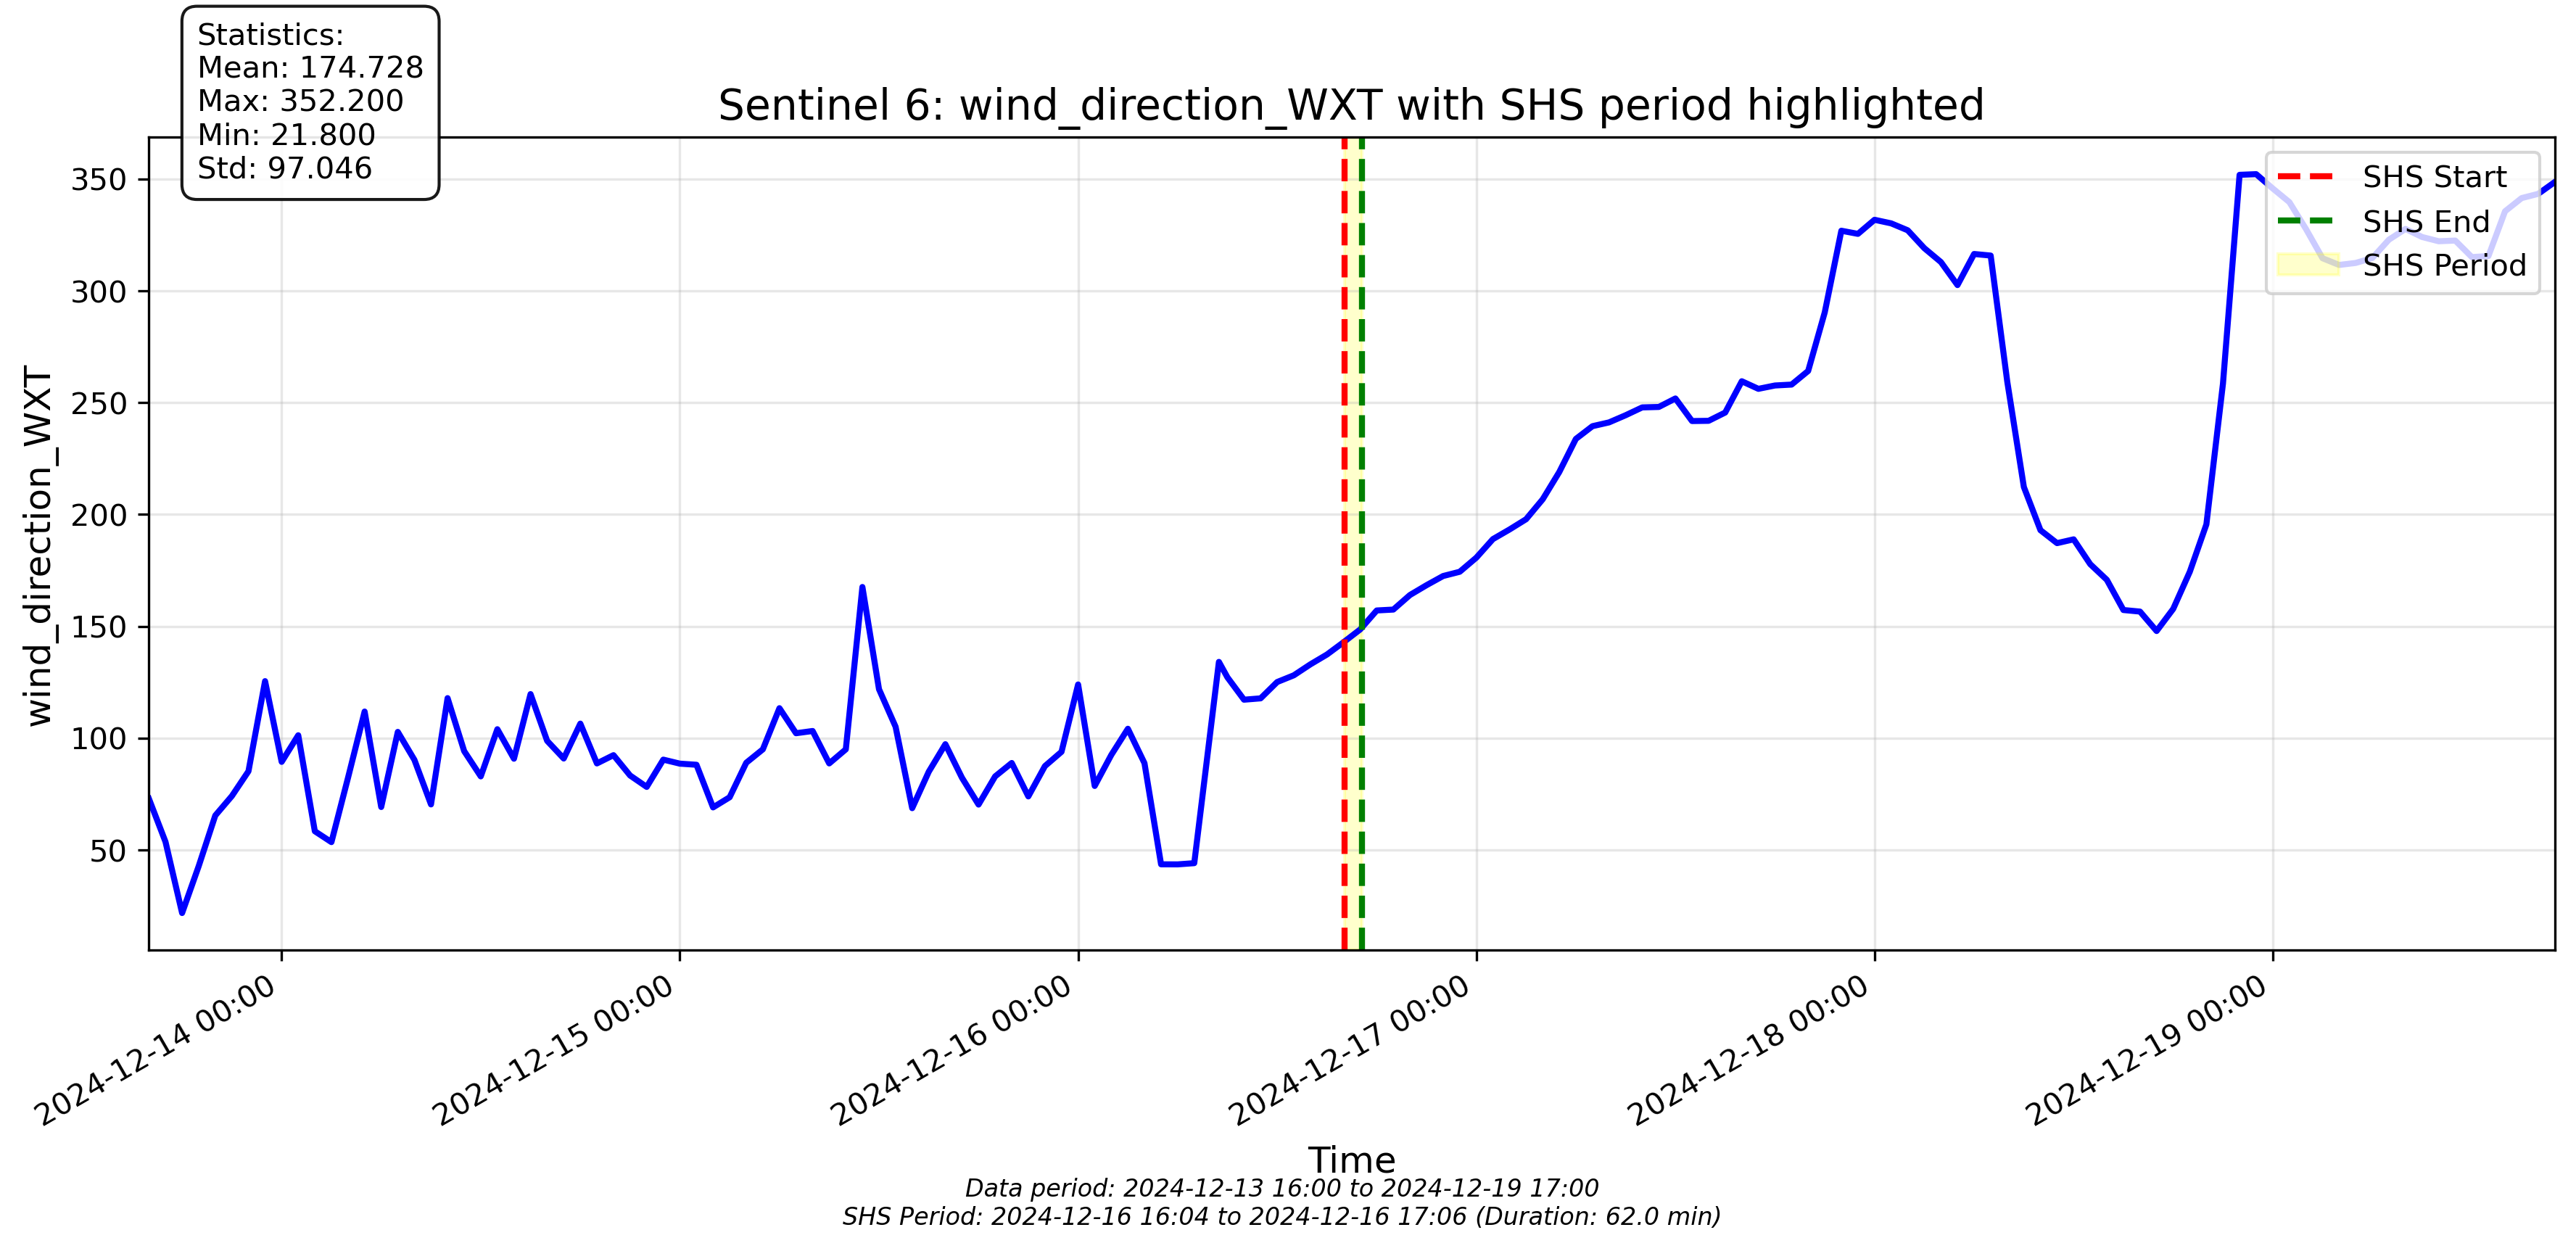 Statistics:
Mean: 174.728
Max: 352.200
Min: 21.800
Std: 97.046
Sentinel 6: wind_direction_WXT with SHS period highlighted
SHS Start
SHS End
SHS Period
wind_direction_WXT
350
300
250
200
150
100
50
2024-12-14 00:00
2024-12-15 00:00
2024-12-16 00:00
2024-12-17 00:00
2024-12-18 00:00
2024-12-19 00:00
Time
Data period: 2024-12-13 16:00 to 2024-12-19 17:00
SHS Period: 2024-12-16 16:04 to 2024-12-16 17:06 (Duration: 62.0 min)